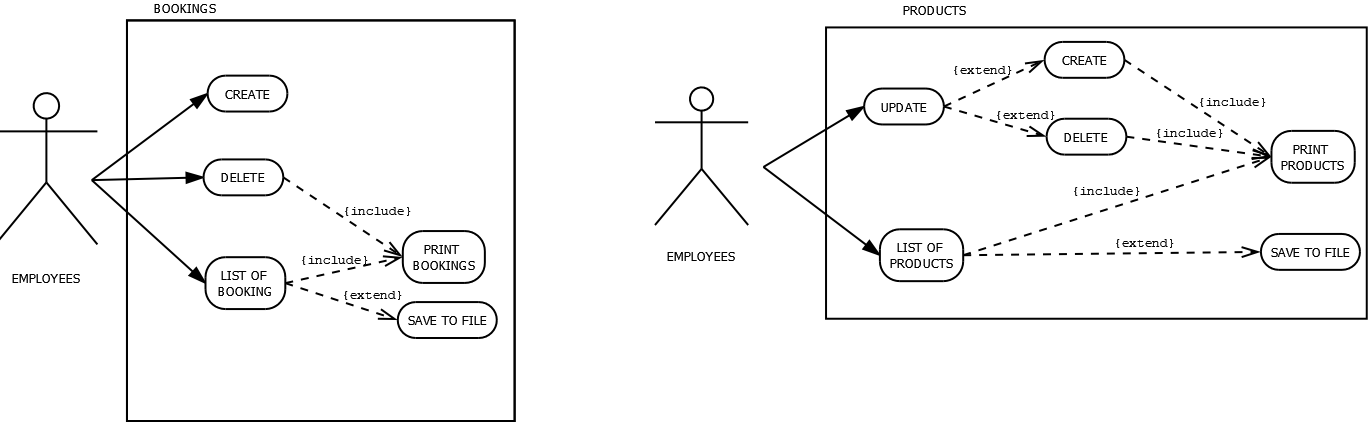 BOOKINGS
CREATE
DELETE
{include}
PRINT
BOOKINGS
{include}
LIST OF
BOOKING
{extend}
SAVE TO FILE
EMPLOYEES
PRODUCTS
CREATE
{extend}
UPDATE
{include}
{extend}
DELETE
{include}
PRINT
PRODUCTS
{include}
LIST OF
PRODUCTS
{extend}
SAVE TO FILE
EMPLOYEES